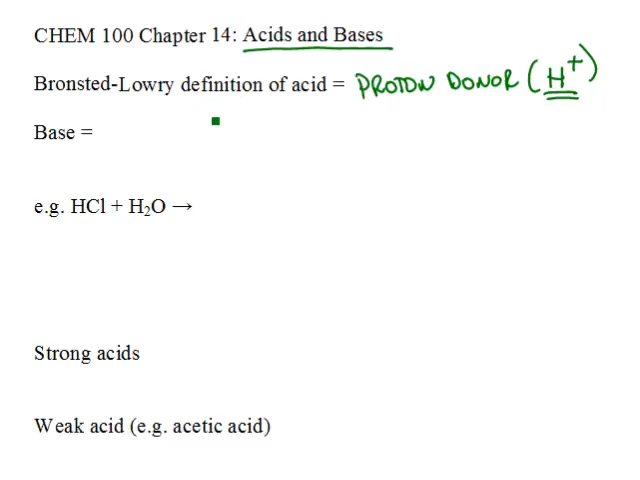 CHEM 100 Chapter 14: Acids and Bases
Bronsted-Lowry definition of acid = PROTON DONOR (H⁺)
Base =
e.g. HCl + H₂O →
Strong acids
Weak acid (e.g. acetic acid)